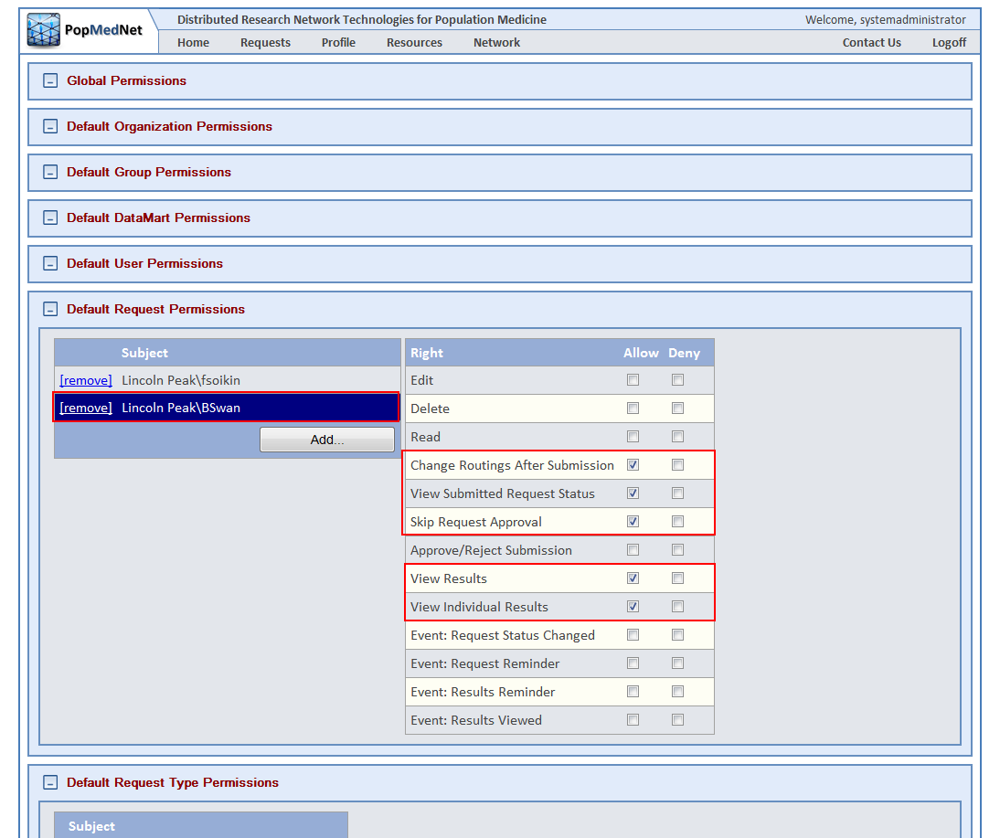 PopMedNet
Distributed Research Network Technologies for Population Medicine
Welcome, systemadministrator
Home Requests Profile Resources Network Contact Us Logoff
Global Permissions
Default Organization Permissions
Default Group Permissions
Default DataMart Permissions
Default User Permissions
Default Request Permissions
Subject
[remove] Lincoln Peak\fsoikin
[remove] Lincoln Peak\BSwan
Add...
Right Allow Deny
Edit
Delete
Read
Change Routings After Submission
View Submitted Request Status
Skip Request Approval
Approve/Reject Submission
View Results
View Individual Results
Event: Request Status Changed
Event: Request Reminder
Event: Results Reminder
Event: Results Viewed
Default Request Type Permissions
Subject